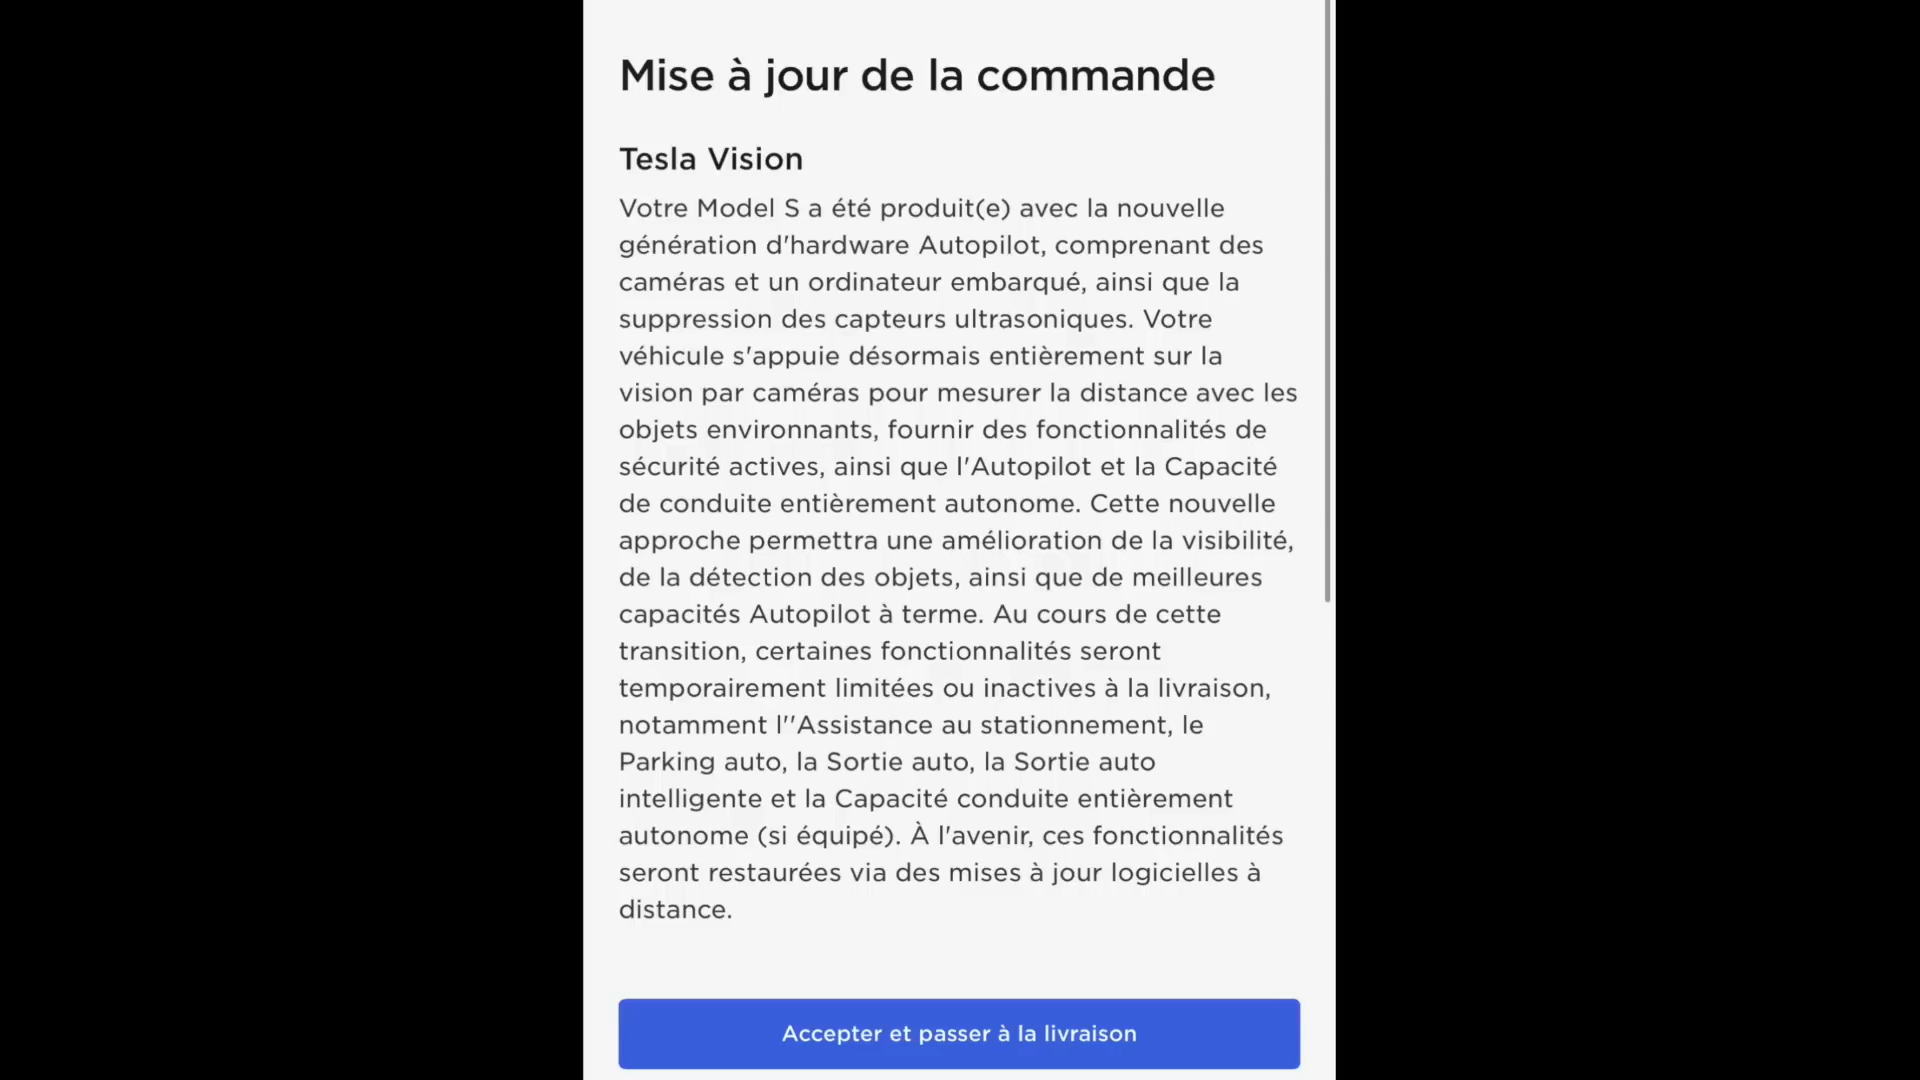 Mise à jour de la commande
Tesla Vision
Votre Model S a été produit(e) avec la nouvelle
génération d'hardware Autopilot, comprenant des
caméras et un ordinateur embarqué, ainsi que la
suppression des capteurs ultrasoniques. Votre
véhicule s'appuie désormais entièrement sur la
vision par caméras pour mesurer la distance avec les
objets environnants, fournir des fonctionnalités de
sécurité actives, ainsi que l'Autopilot et la Capacité
de conduite entièrement autonome. Cette nouvelle
approche permettra une amélioration de la visibilité,
de la détection des objets, ainsi que de meilleures
capacités Autopilot à terme. Au cours de cette
transition, certaines fonctionnalités seront
temporairement limitées ou inactives à la livraison,
notamment l''Assistance au stationnement, le
Parking auto, la Sortie auto, la Sortie auto
intelligente et la Capacité conduite entièrement
autonome (si équipé). À l'avenir, ces fonctionnalités
seront restaurées via des mises à jour logicielles à
distance.
Accepter et passer à la livraison